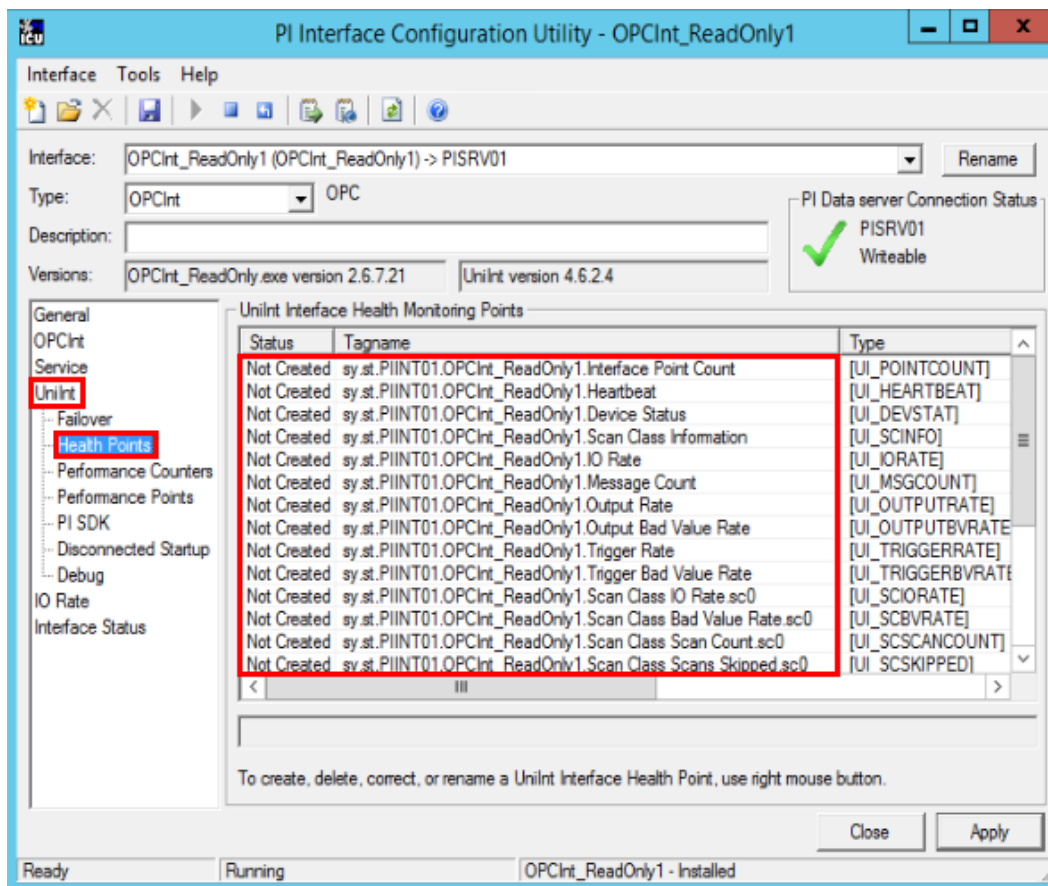 ICU
PI Interface Configuration Utility - OPCInt_ReadOnly1
Interface Tools Help
Interface: OPCInt_ReadOnly1 (OPCInt_ReadOnly1) -> PISRV01 Rename
Type: OPCInt OPC
PI Data server Connection Status
PISRV01
Writeable
Description:
Versions: OPCInt_ReadOnly.exe version 2.6.7.21 UniInt version 4.6.2.4
General
OPCInt
Service
UniInt
Failover
Health Points
Performance Counters
Performance Points
PI SDK
Disconnected Startup
Debug
IO Rate
Interface Status
UniInt Interface Health Monitoring Points
Status Tagname Type
Not Created sy.st.PIINT01.OPCInt_ReadOnly1.Interface Point Count [UI_POINTCOUNT]
Not Created sy.st.PIINT01.OPCInt_ReadOnly1.Heartbeat [UI_HEARTBEAT]
Not Created sy.st.PIINT01.OPCInt_ReadOnly1.Device Status [UI_DEVSTAT]
Not Created sy.st.PIINT01.OPCInt_ReadOnly1.Scan Class Information [UI_SCINFO]
Not Created sy.st.PIINT01.OPCInt_ReadOnly1.IO Rate [UI_IORATE]
Not Created sy.st.PIINT01.OPCInt_ReadOnly1.Message Count [UI_MSGCOUNT]
Not Created sy.st.PIINT01.OPCInt_ReadOnly1.Output Rate [UI_OUTPUTRATE]
Not Created sy.st.PIINT01.OPCInt_ReadOnly1.Output Bad Value Rate [UI_OUTPUTBVRATE
Not Created sy.st.PIINT01.OPCInt_ReadOnly1.Trigger Rate [UI_TRIGGERRATE]
Not Created sy.st.PIINT01.OPCInt_ReadOnly1.Trigger Bad Value Rate [UI_TRIGGERBVRATE
Not Created sy.st.PIINT01.OPCInt_ReadOnly1.Scan Class IO Rate.sc0 [UI_SCIORATE]
Not Created sy.st.PIINT01.OPCInt_ReadOnly1.Scan Class Bad Value Rate.sc0 [UI_SCBVRATE]
Not Created sy.st.PIINT01.OPCInt_ReadOnly1.Scan Class Scan Count.sc0 [UI_SCSCANCOUNT]
Not Created sy.st.PIINT01.OPCInt_ReadOnly1.Scan Class Scans Skipped.sc0 [UI_SCSKIPPED]
To create, delete, correct, or rename a UniInt Interface Health Point, use right mouse button.
Close Apply
Ready Running OPCInt_ReadOnly1 - Installed